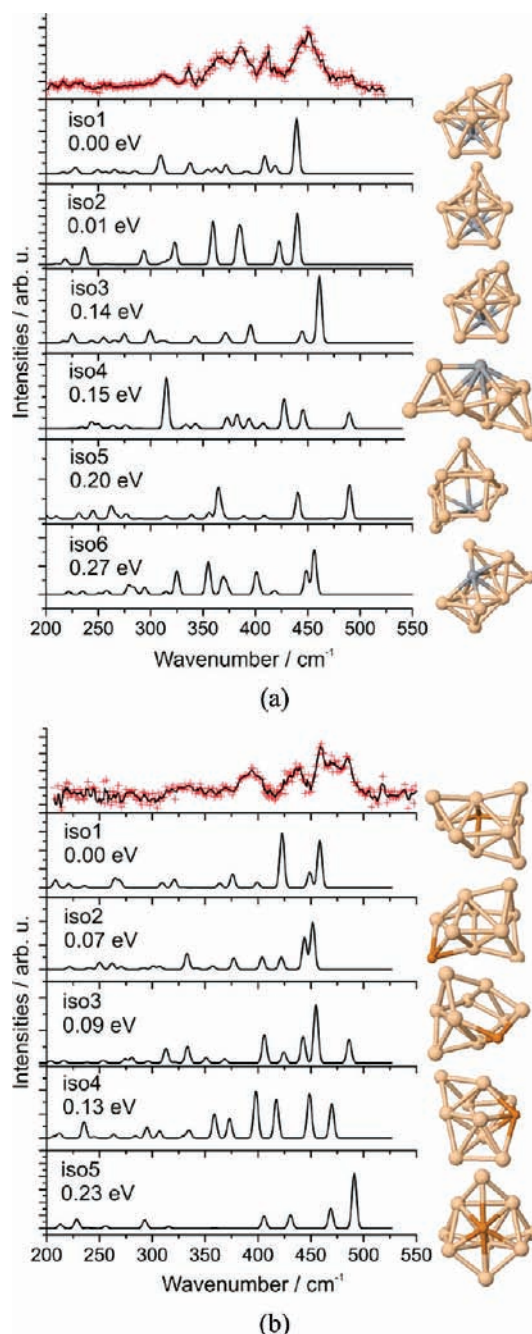 Intensities / arb. u.
iso1
0.00 eV
iso2
0.01 eV
iso3
0.14 eV
iso4
0.15 eV
iso5
0.20 eV
iso6
0.27 eV
200 250 300 350 400 450 500 550
Wavenumber / cm⁻¹
(a)
Intensities / arb. u.
iso1
0.00 eV
iso2
0.07 eV
iso3
0.09 eV
iso4
0.13 eV
iso5
0.23 eV
200 250 300 350 400 450 500 550
Wavenumber / cm⁻¹
(b)